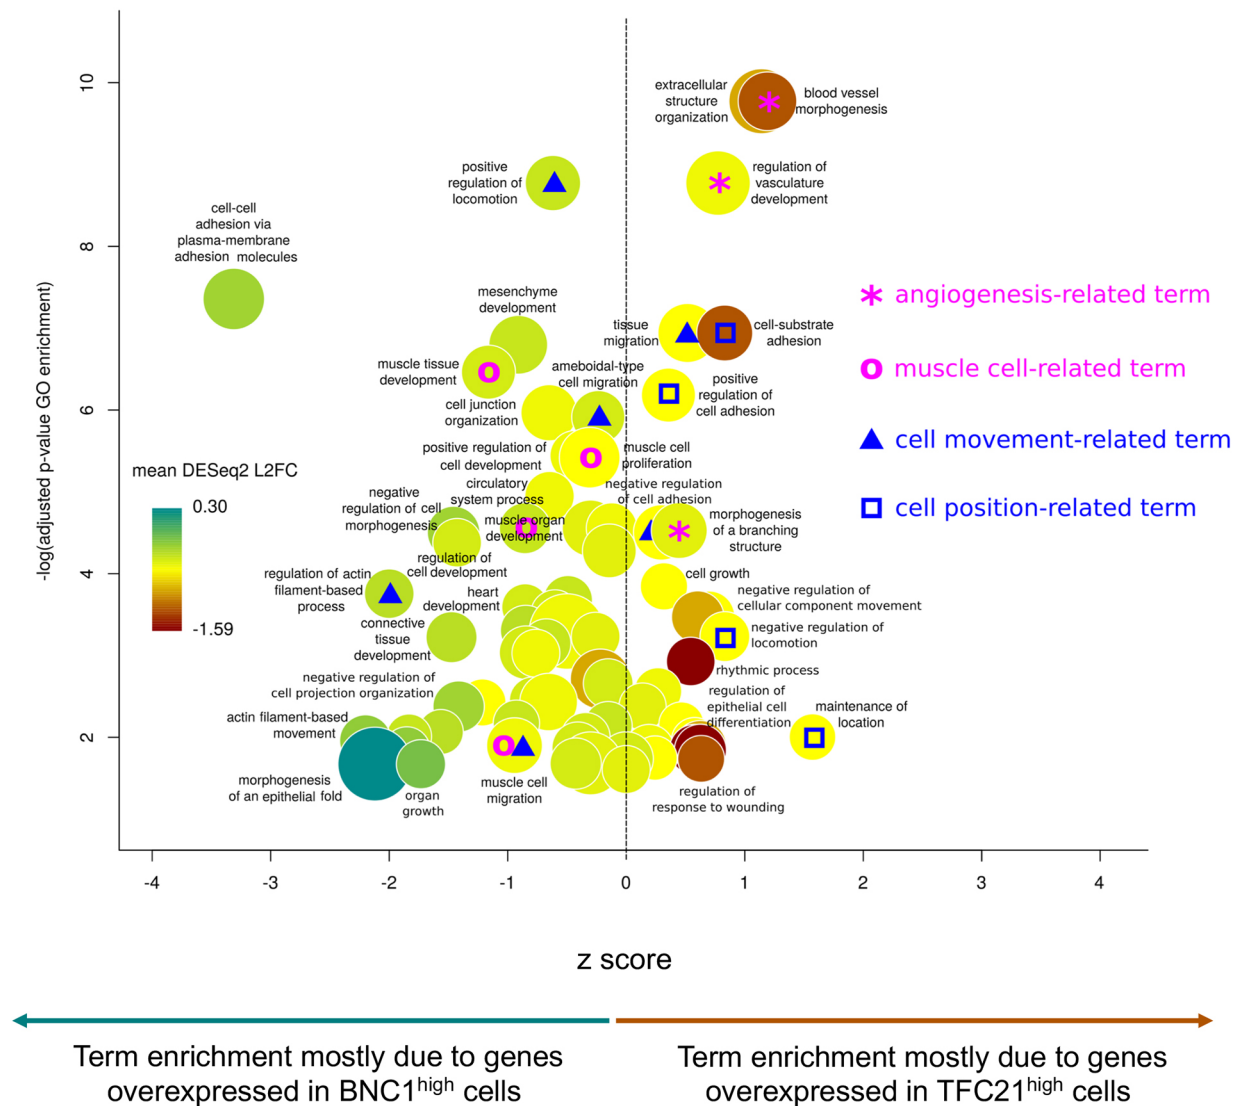 10
8
6
4
2
-log(adjusted p-value GO enrichment)
extracellular
structure
organization
blood vessel
morphogenesis
positive
regulation of
locomotion
regulation of
vasculature
development
cell-cell
adhesion via
plasma-membrane
adhesion molecules
mesenchyme
development
tissue
migration
cell-substrate
adhesion
muscle tissue
development
ameboidal-type
cell migration
positive
regulation of
cell adhesion
cell junction
organization
positive regulation of
cell development
muscle cell
proliferation
circulatory
system process
negative regulation
of cell adhesion
negative
regulation of cell
morphogenesis
muscle organ
development
morphogenesis
of a branching
structure
regulation of
cell development
regulation of actin
filament-based
process
heart
development
cell growth
negative regulation of
cellular component movement
connective
tissue
development
negative regulation of
locomotion
rhythmic process
negative regulation of
cell projection organization
regulation of
epithelial cell
differentiation
maintenance of
location
actin filament-based
movement
morphogenesis
of an epithelial fold
organ
growth
muscle cell
migration
regulation of
response to wounding
mean DESeq2 L2FC
0.30
-1.59
angiogenesis-related term
muscle cell-related term
cell movement-related term
cell position-related term
-4 -3 -2 -1 0 1 2 3 4
z score
Term enrichment mostly due to genes
overexpressed in BNC1high cells
Term enrichment mostly due to genes
overexpressed in TFC21high cells